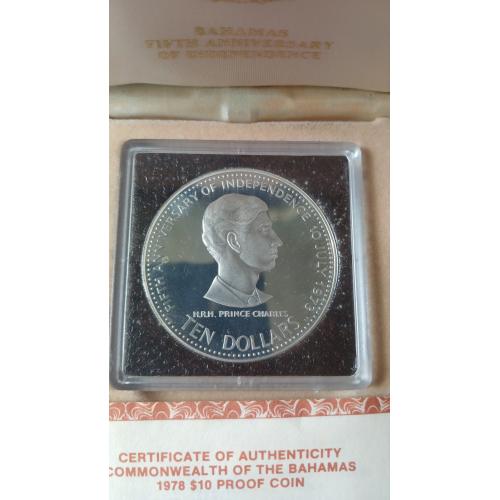 BAHAMAS
FIFTH ANNIVERSARY
OF INDEPENDENCE
FIFTH ANNIVERSARY OF INDEPENDENCE 10 JULY 1973
H.R.H. PRINCE CHARLES
TEN DOLLARS
CERTIFICATE OF AUTHENTICITY
COMMONWEALTH OF THE BAHAMAS
1978 $10 PROOF COIN